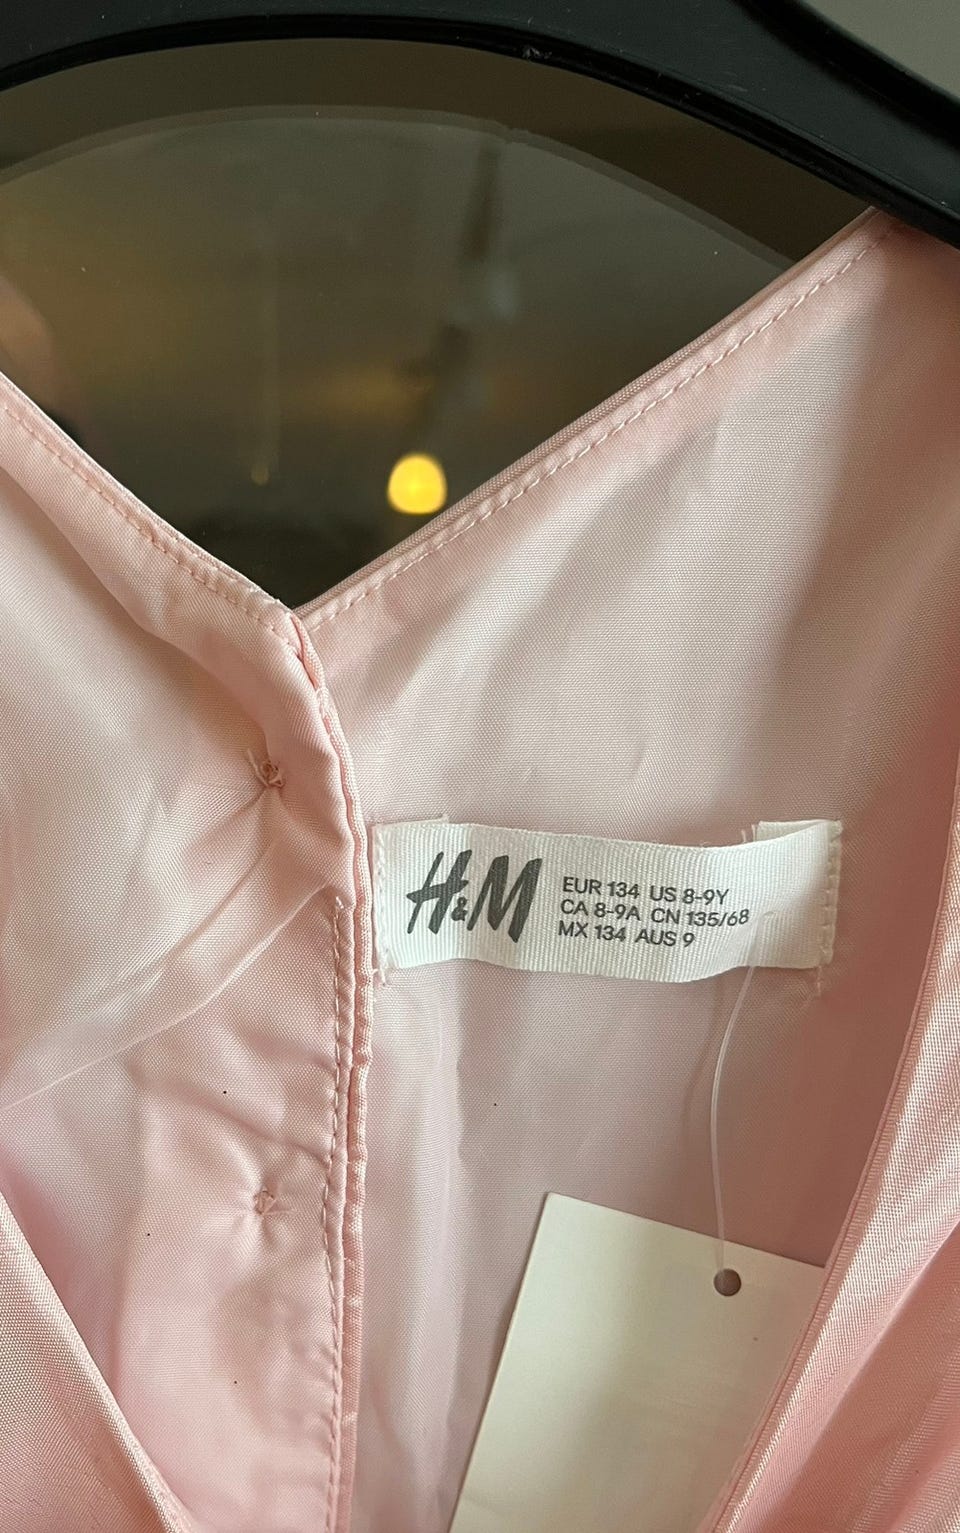 H&M
EUR 134 US 8-9Y
CA 8-9A CN 135/68
MX 134 AUS 9